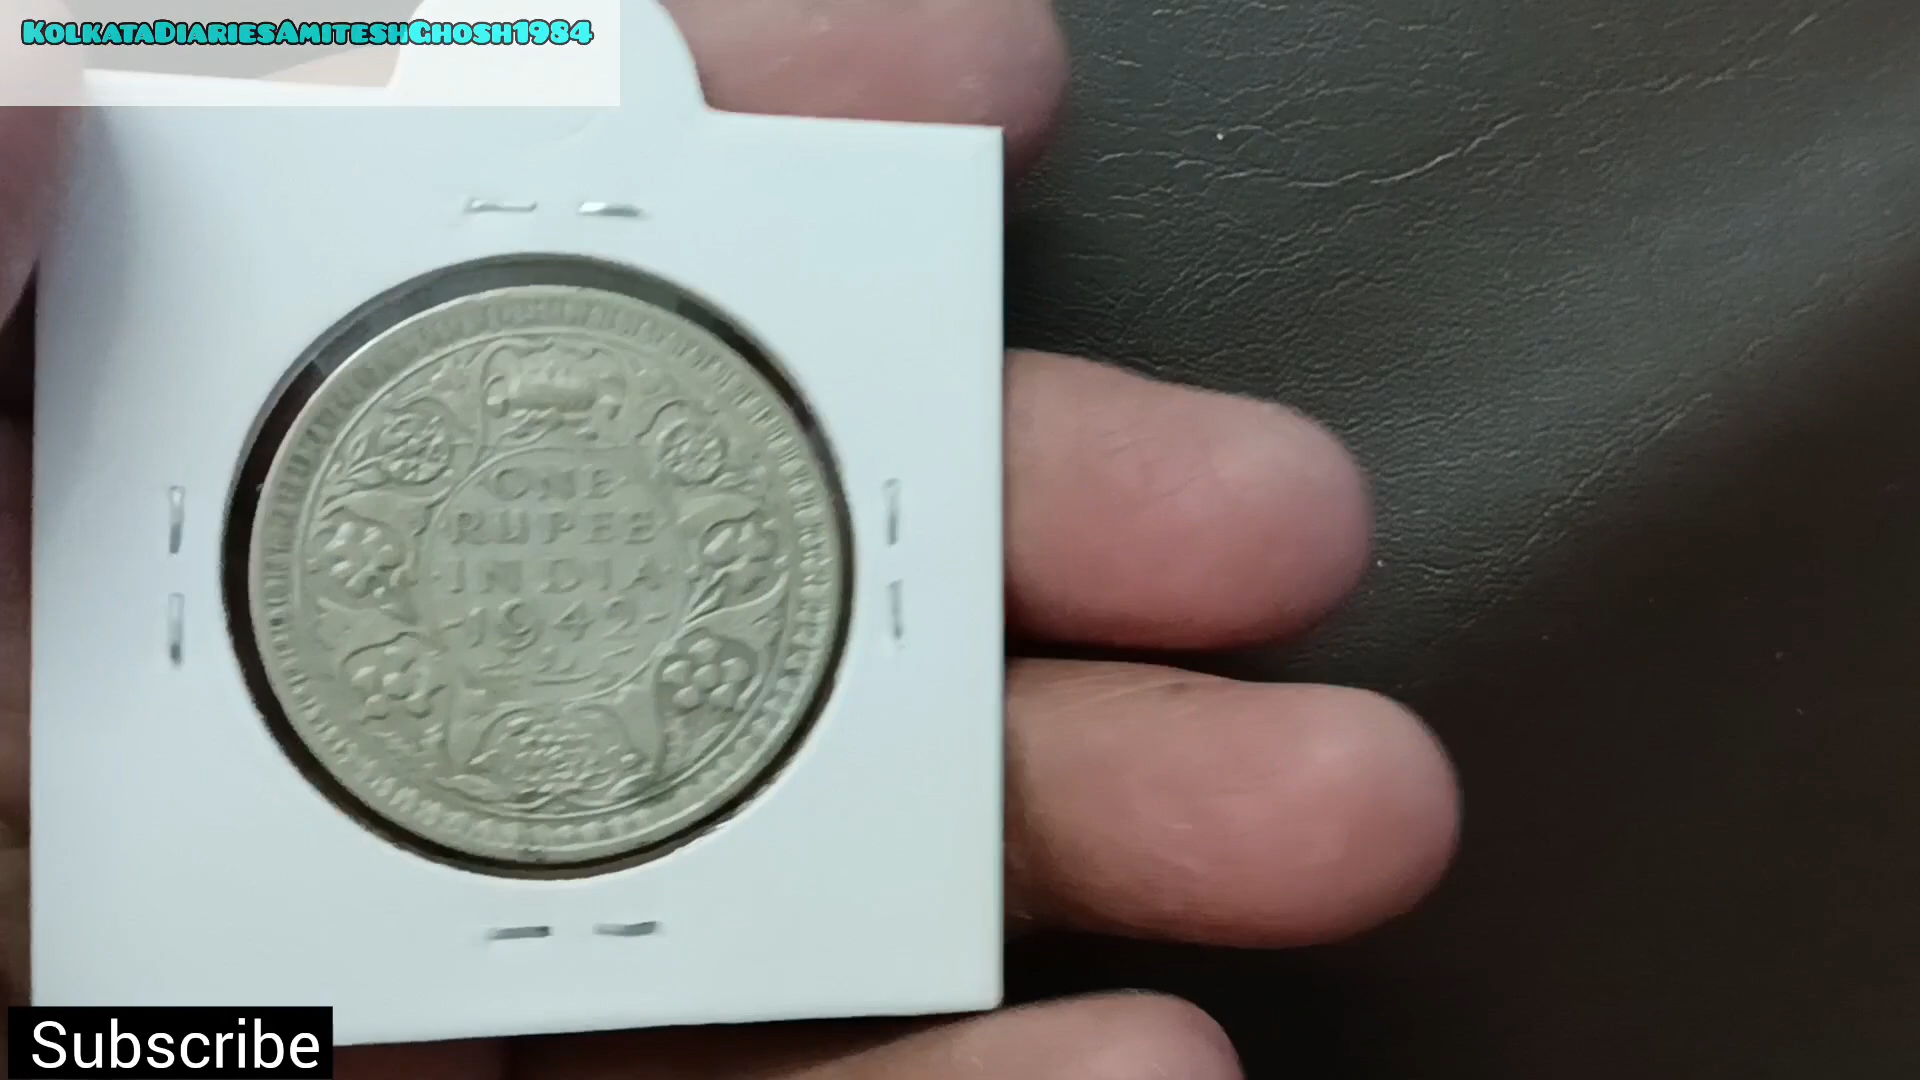 KolkataDiariesAmiteshGhosh1984
ONE
RUPEE
INDIA
1942
Subscribe